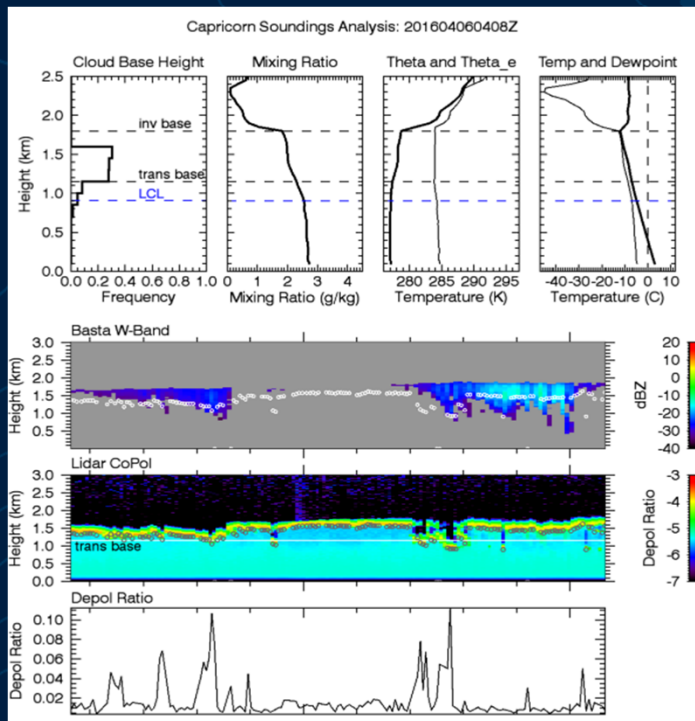 Capricorn Soundings Analysis: 201604060408Z
Cloud Base Height
Mixing Ratio
Theta and Theta_e
Temp and Dewpoint
Height (km)
2.5
2.0
1.5
1.0
0.5
0.0
inv base
trans base
LCL
0.0 0.2 0.4 0.6 0.8 1.0
Frequency
0 2 4
Mixing Ratio (g/kg)
280 285 290 295
Temperature (K)
-40 -30 -20 -10 0 10
Temperature (C)
Basta W-Band
Height (km)
3.0
2.5
2.0
1.5
1.0
0.5
dBZ
20
10
0
-10
-20
-30
-40
Lidar CoPol
Height (km)
3.0
2.5
2.0
1.5
1.0
0.5
0.0
trans base
Depol Ratio
-3
-4
-5
-6
-7
Depol Ratio
Depol Ratio
0.10
0.08
0.06
0.04
0.02